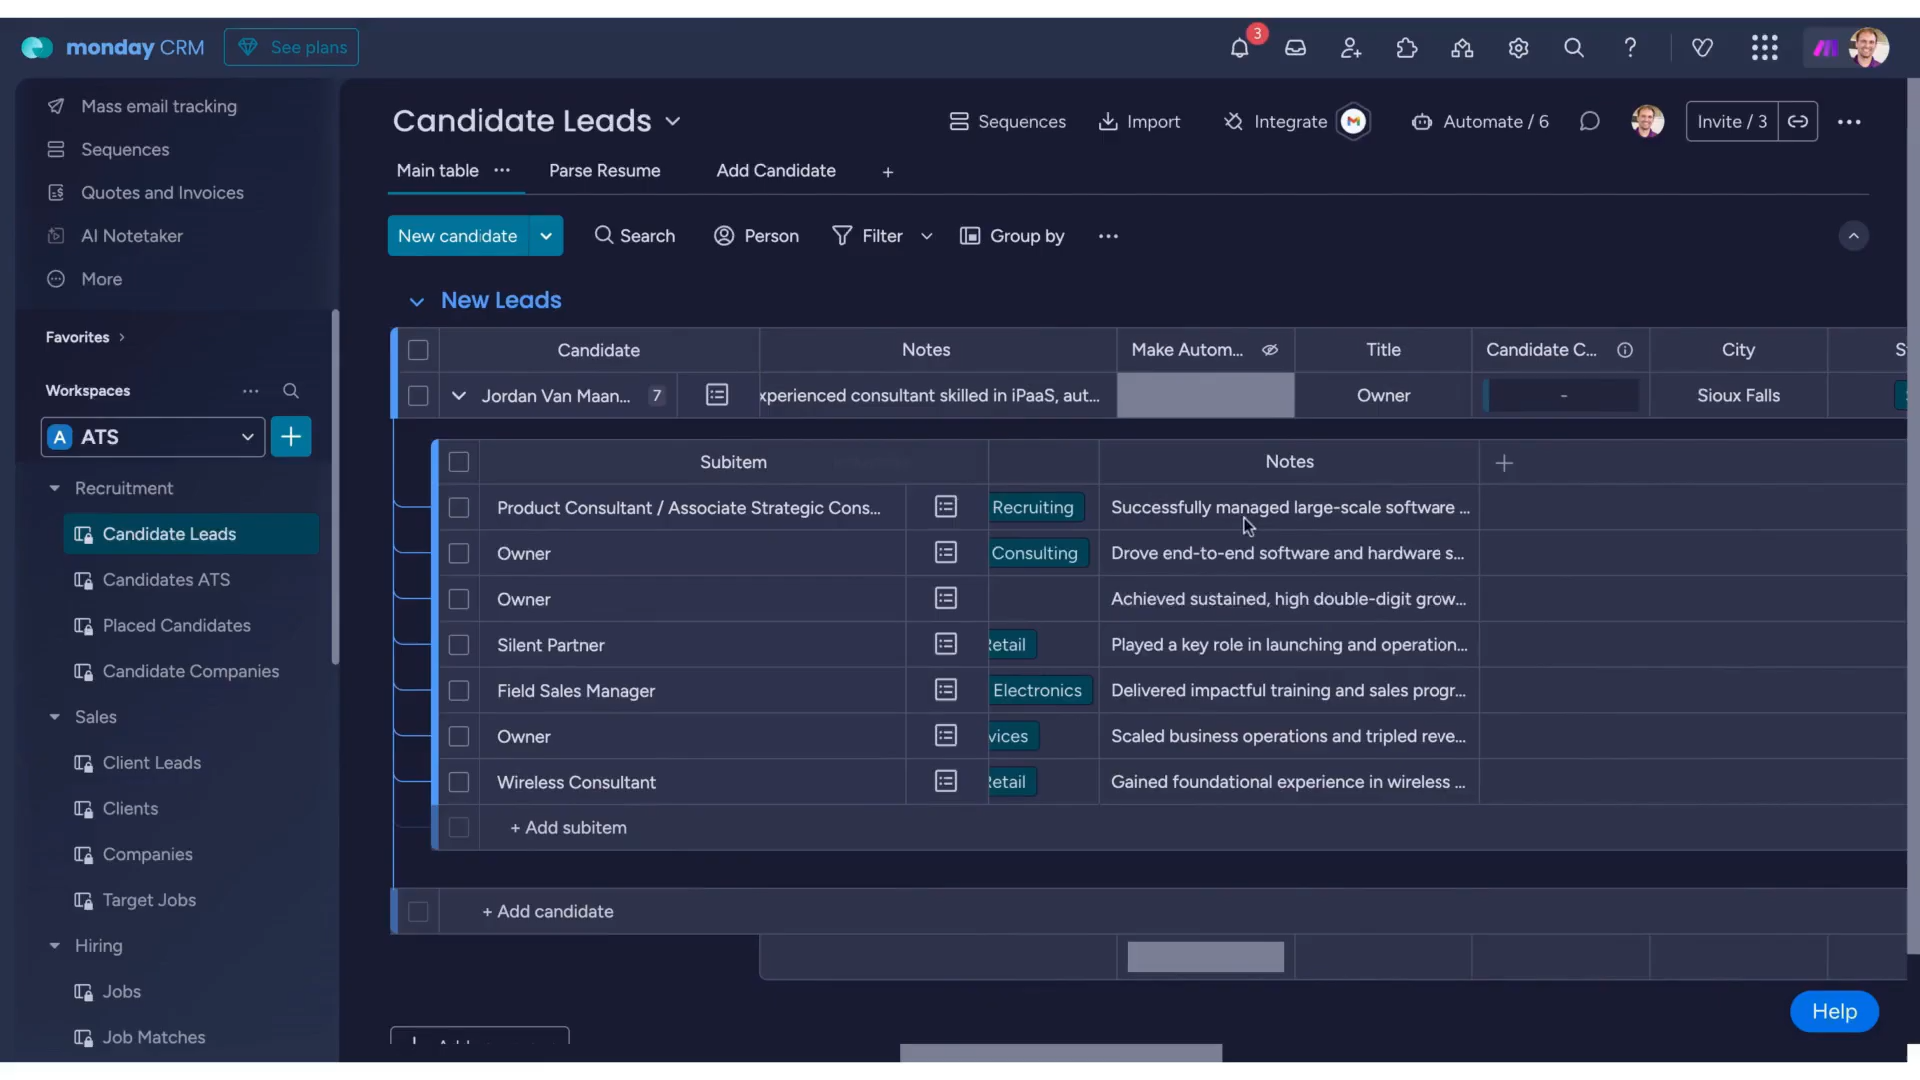 monday CRM
See plans
3
Mass email tracking
Sequences
Quotes and Invoices
AI Notetaker
More
Favorites
Workspaces
A ATS
Recruitment
Candidate Leads
Candidates ATS
Placed Candidates
Candidate Companies
Sales
Client Leads
Clients
Companies
Target Jobs
Hiring
Jobs
Job Matches
Candidate Leads
Sequences
Import
Integrate
Automate / 6
Invite / 3
Main table
Parse Resume
Add Candidate
New candidate
Search
Person
Filter
Group by
New Leads
Candidate Notes Make Autom... Title Candidate C... City
Jordan Van Maan... 7 xperienced consultant skilled in iPaaS, aut... Owner - Sioux Falls
Subitem Notes
Product Consultant / Associate Strategic Cons... Recruiting Successfully managed large-scale software ...
Owner Consulting Drove end-to-end software and hardware s...
Owner Achieved sustained, high double-digit grow...
Silent Partner etail Played a key role in launching and operation...
Field Sales Manager Electronics Delivered impactful training and sales progr...
Owner vices Scaled business operations and tripled reve...
Wireless Consultant etail Gained foundational experience in wireless ...
+ Add subitem
+ Add candidate
Help